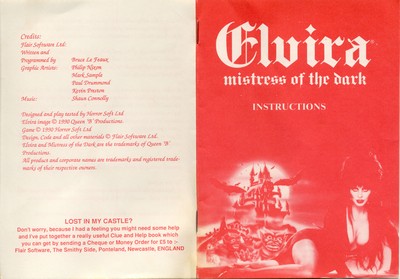 Credits:
Flair Software Ltd.
Written and
Programmed by Bruce Le Feaux
Graphic Artists: Philip Nixon
Mark Sample
Paul Drummond
Kevin Preston
Music: Shaun Connelly
Designed and play tested by Horror Soft Ltd
Elvira image © 1990 Queen 'B' Productions.
Game © 1990 Horror Soft Ltd
Design, Code and all other materials © Flair Software Ltd.
Elvira and Mistress of the Dark are the trademarks of Queen 'B'
Productions.
All product and corporate names are trademarks and registered trade-
marks of their respective owners.
LOST IN MY CASTLE?
Don't worry, because I had a feeling you might need some help
and I've put together a really useful Clue and Help book which
you can get by sending a Cheque or Money Order for £5 to :-
Flair Software, The Smithy Side, Ponteland, Newcastle, ENGLAND
Elvira
mistress of the dark
INSTRUCTIONS